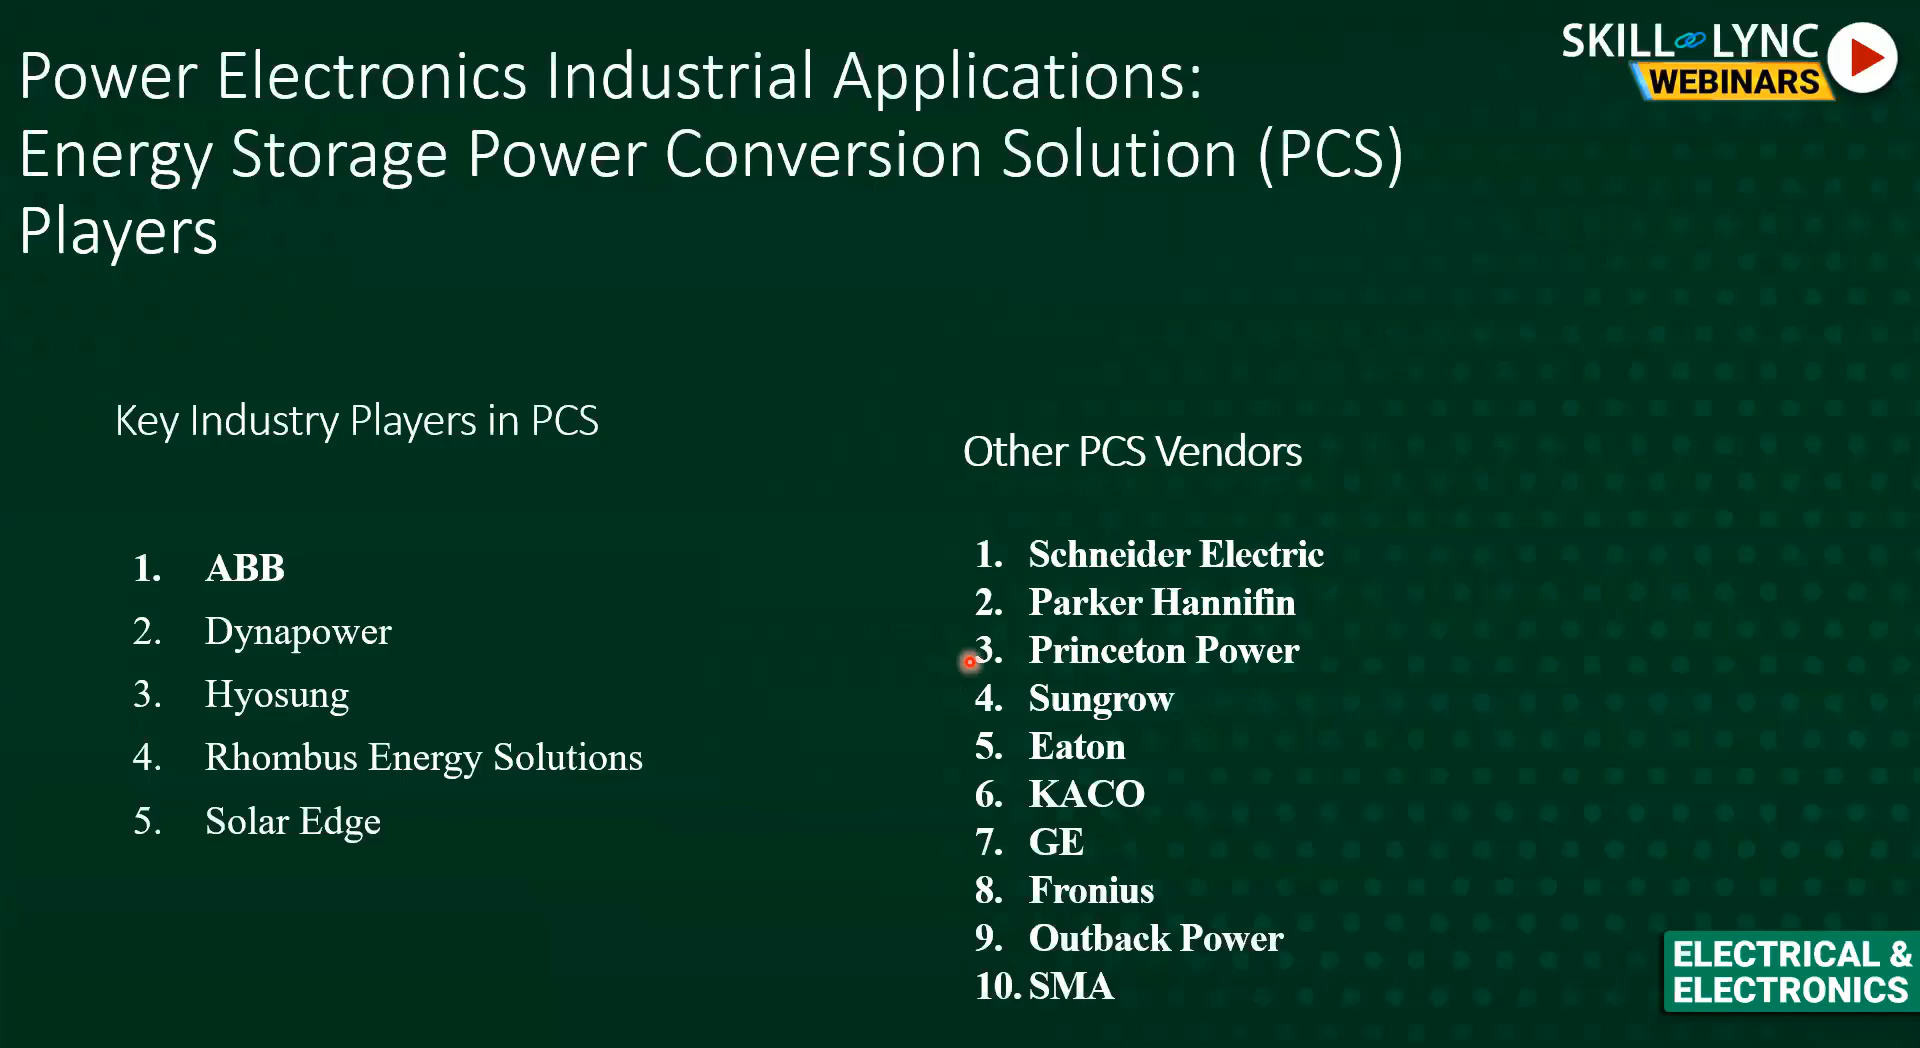 Power Electronics Industrial Applications:
Energy Storage Power Conversion Solution (PCS)
Players
SKILL LYNC
WEBINARS
Key Industry Players in PCS
1. ABB
2. Dynapower
3. Hyosung
4. Rhombus Energy Solutions
5. Solar Edge
Other PCS Vendors
1. Schneider Electric
2. Parker Hannifin
3. Princeton Power
4. Sungrow
5. Eaton
6. KACO
7. GE
8. Fronius
9. Outback Power
10. SMA
ELECTRICAL &
ELECTRONICS